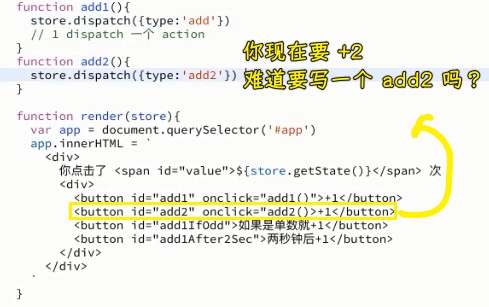 function add1(){
  store.dispatch({type:'add'})
  // 1 dispatch 一个 action
}
function add2(){
  store.dispatch({type:'add2'})
}
你现在要 +2
难道要写一个 add2 吗？
function render(store){
  var app = document.querySelector('#app')
  app.innerHTML = `
    <div>
      你点击了 <span id="value">${store.getState()}</span> 次
      <div>
        <button id="add1" onclick="add1()">+1</button>
        <button id="add2" onclick="add2()>+1</button>
        <button id="add1IfOdd">如果是单数就+1</button>
        <button id="add1After2Sec">两秒钟后+1</button>
      </div>
    </div>
  `
}